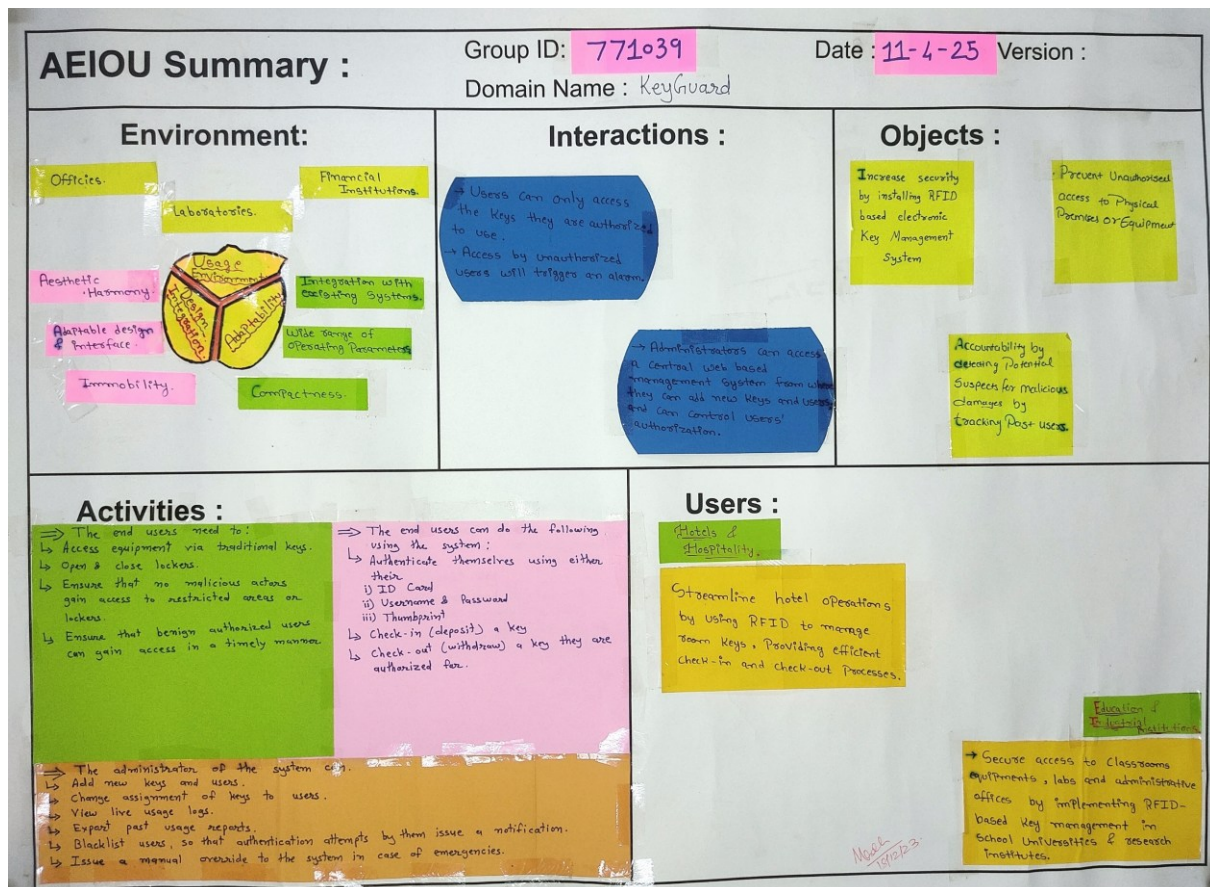 AEIOU Summary :
Group ID: 771039
Date : 11-4-25 Version :
Domain Name : KeyGuard
Environment:
Officies.
Financial
Institutions.
Laboratories.
Usage
Environment
Design
Integration
Adaptability
Aesthetic
Harmony.
Adaptable design
& interface.
Immobility.
Integration with
existing systems.
Wide range of
operating Parameters
Compactness.
Interactions :
→ Users can only access
the keys they are authorized
to use.
→ Access by unauthorized
users will trigger an alarm.
→ Administrators can access
a central web based
management system from where
they can add new keys and users
and can control users'
authorization.
Objects :
Increase security
by installing RFID
based electronic
Key Management
System
Prevent Unauthorised
access to Physical
Premises or Equipment
Accountability by
Potential
Suspects for malicious
damages by
tracking Past users.
Activities :
⇒ The end users need to:
↳ Access equipment via traditional keys.
↳ Open & close lockers.
↳ Ensure that no malicious actors
gain access to restricted areas or
lockers.
↳ Ensure that benign authorized users
can gain access in a timely manner
⇒ The end users can do the following
using the system:
↳ Authenticate themselves using either
their
i) ID Card
ii) Username & Password
iii) Thumbprint
↳ Check-in (deposit) a key
↳ Check-out (withdraw) a key they are
authorized for.
⇒ The administrator of the system can.
↳ Add new keys and users.
↳ Change assignment of keys to users.
↳ View live usage logs.
↳ Export past usage reports.
↳ Blacklist users, so that authentication attempts by them issue a notification.
↳ Issue a manual override to the system in case of emergencies.
Users :
Hotels &
Hospitality.
Streamline hotel operations
by using RFID to manage
room keys, Providing efficient
check-in and check-out Processes.
Education &
Industrial Institutions
→ Secure access to Classrooms
equipments, labs and administrative
offices by implementing RFID-
based Key management in
School Universities & research
institutes.
15/12/23